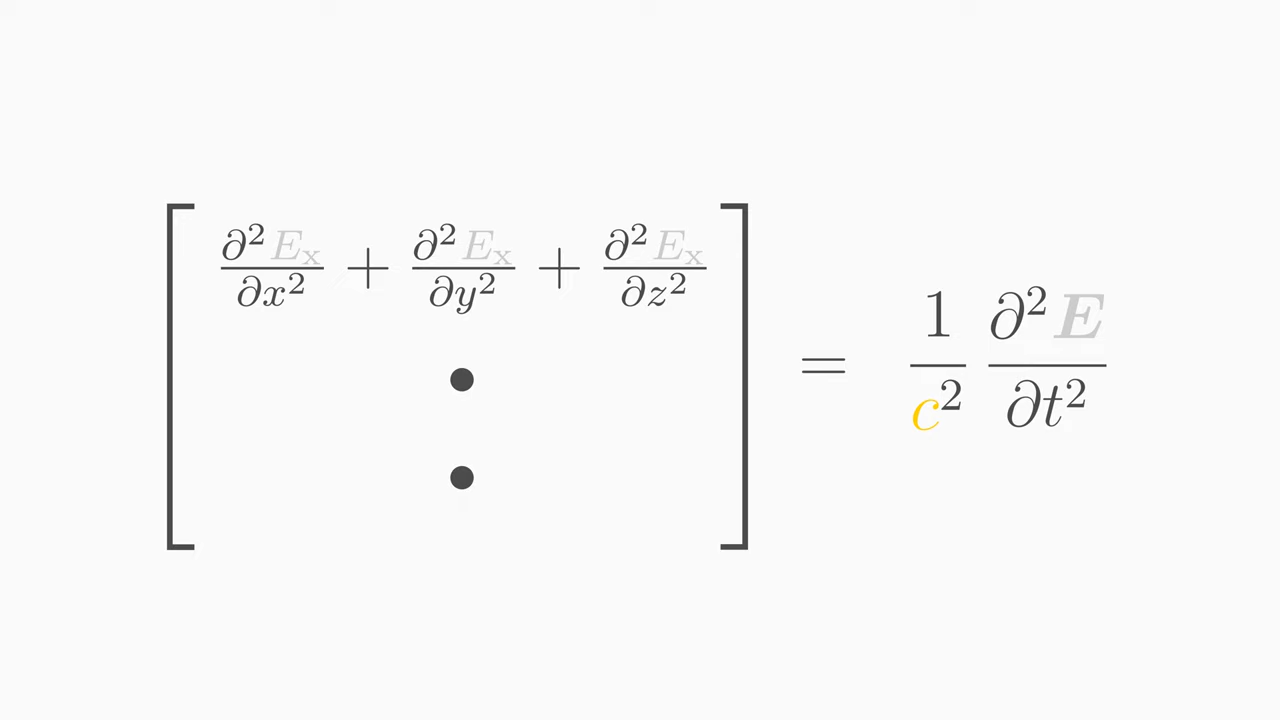 [ ∂²Eₓ/∂x² + ∂²Eₓ/∂y² + ∂²Eₓ/∂z² ] = 1/c² ∂²E/∂t²
•
•